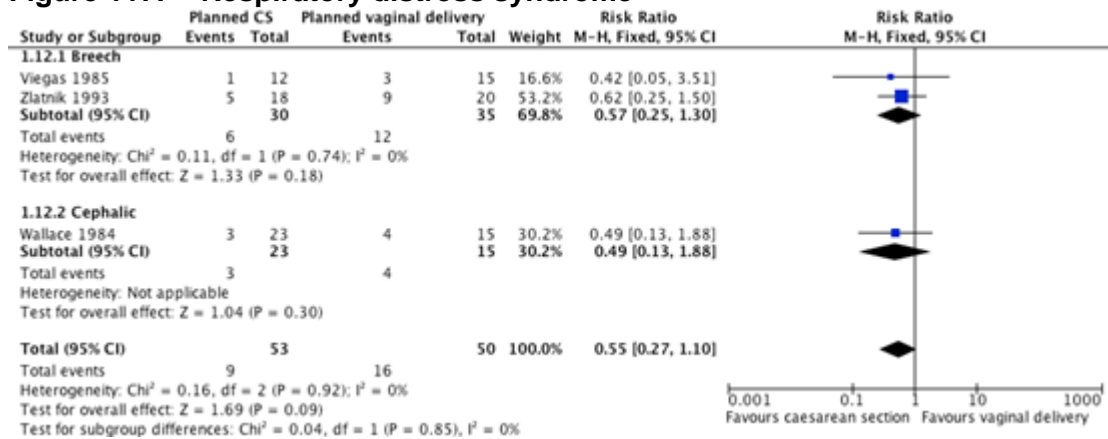 Planned CS Planned vaginal delivery Risk Ratio Risk Ratio
Study or Subgroup Events Total Events Total Weight M-H, Fixed, 95% CI M-H, Fixed, 95% CI
1.12.1 Breech
Viegas 1985 1 12 3 15 16.6% 0.42 [0.05, 3.51]
Zlatnik 1993 5 18 9 20 53.2% 0.62 [0.25, 1.50]
Subtotal (95% CI) 30 35 69.8% 0.57 [0.25, 1.30]
Total events 6 12
Heterogeneity: Chi² = 0.11, df = 1 (P = 0.74); I² = 0%
Test for overall effect: Z = 1.33 (P = 0.18)
1.12.2 Cephalic
Wallace 1984 3 23 4 15 30.2% 0.49 [0.13, 1.88]
Subtotal (95% CI) 23 15 30.2% 0.49 [0.13, 1.88]
Total events 3 4
Heterogeneity: Not applicable
Test for overall effect: Z = 1.04 (P = 0.30)
Total (95% CI) 53 50 100.0% 0.55 [0.27, 1.10]
Total events 9 16
Heterogeneity: Chi² = 0.16, df = 2 (P = 0.92); I² = 0%
Test for overall effect: Z = 1.69 (P = 0.09)
Test for subgroup differences: Chi² = 0.04, df = 1 (P = 0.85), I² = 0%
0.001 0.1 1 10 1000
Favours caesarean section Favours vaginal delivery